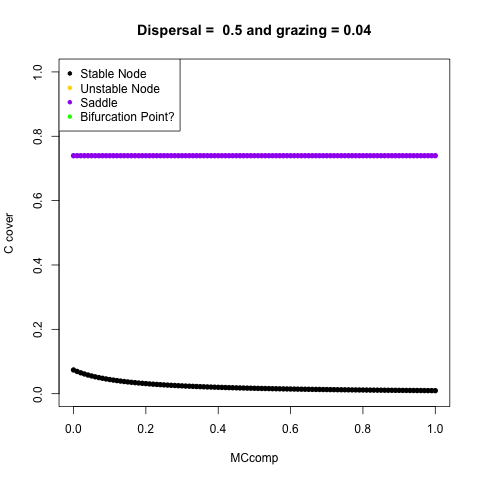 Dispersal =  0.5 and grazing = 0.04
Stable Node
Unstable Node
Saddle
Bifurcation Point?
1.0
0.8
0.6
0.4
0.2
0.0
C cover
0.0 0.2 0.4 0.6 0.8 1.0
MCcomp